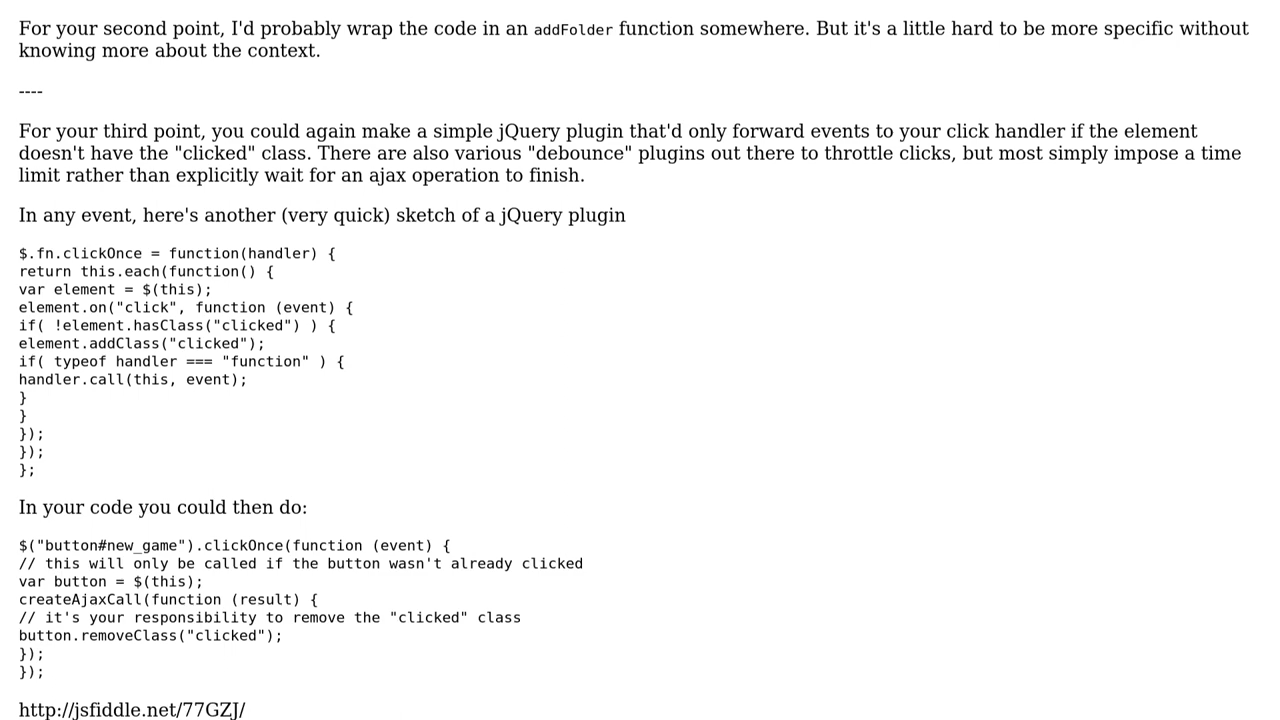 For your second point, I'd probably wrap the code in an addFolder function somewhere. But it's a little hard to be more specific without
knowing more about the context.
----
For your third point, you could again make a simple jQuery plugin that'd only forward events to your click handler if the element
doesn't have the "clicked" class. There are also various "debounce" plugins out there to throttle clicks, but most simply impose a time
limit rather than explicitly wait for an ajax operation to finish.
In any event, here's another (very quick) sketch of a jQuery plugin
$.fn.clickOnce = function(handler) {
return this.each(function() {
var element = $(this);
element.on("click", function (event) {
if( !element.hasClass("clicked") ) {
element.addClass("clicked");
if( typeof handler === "function" ) {
handler.call(this, event);
}
}
});
});
};
In your code you could then do:
$("button#new_game").clickOnce(function (event) {
// this will only be called if the button wasn't already clicked
var button = $(this);
createAjaxCall(function (result) {
// it's your responsibility to remove the "clicked" class
button.removeClass("clicked");
});
});
http://jsfiddle.net/77GZJ/